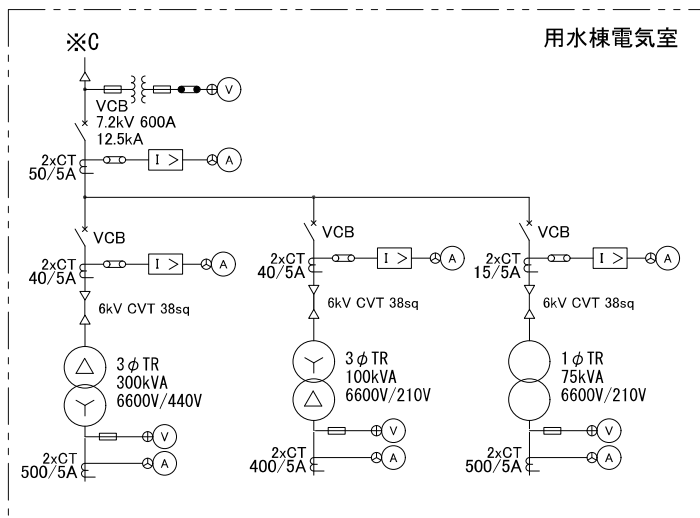 ※C
用水棟電気室
V
VCB
7.2kV 600A
12.5kA
2xCT
50/5A
I >
A
VCB
2xCT
40/5A
I >
A
6kV CVT 38sq
3φTR
300kVA
6600V/440V
V
2xCT
500/5A
A
VCB
2xCT
40/5A
I >
A
6kV CVT 38sq
3φTR
100kVA
6600V/210V
V
2xCT
400/5A
A
VCB
2xCT
15/5A
I >
A
6kV CVT 38sq
1φTR
75kVA
6600V/210V
V
2xCT
500/5A
A